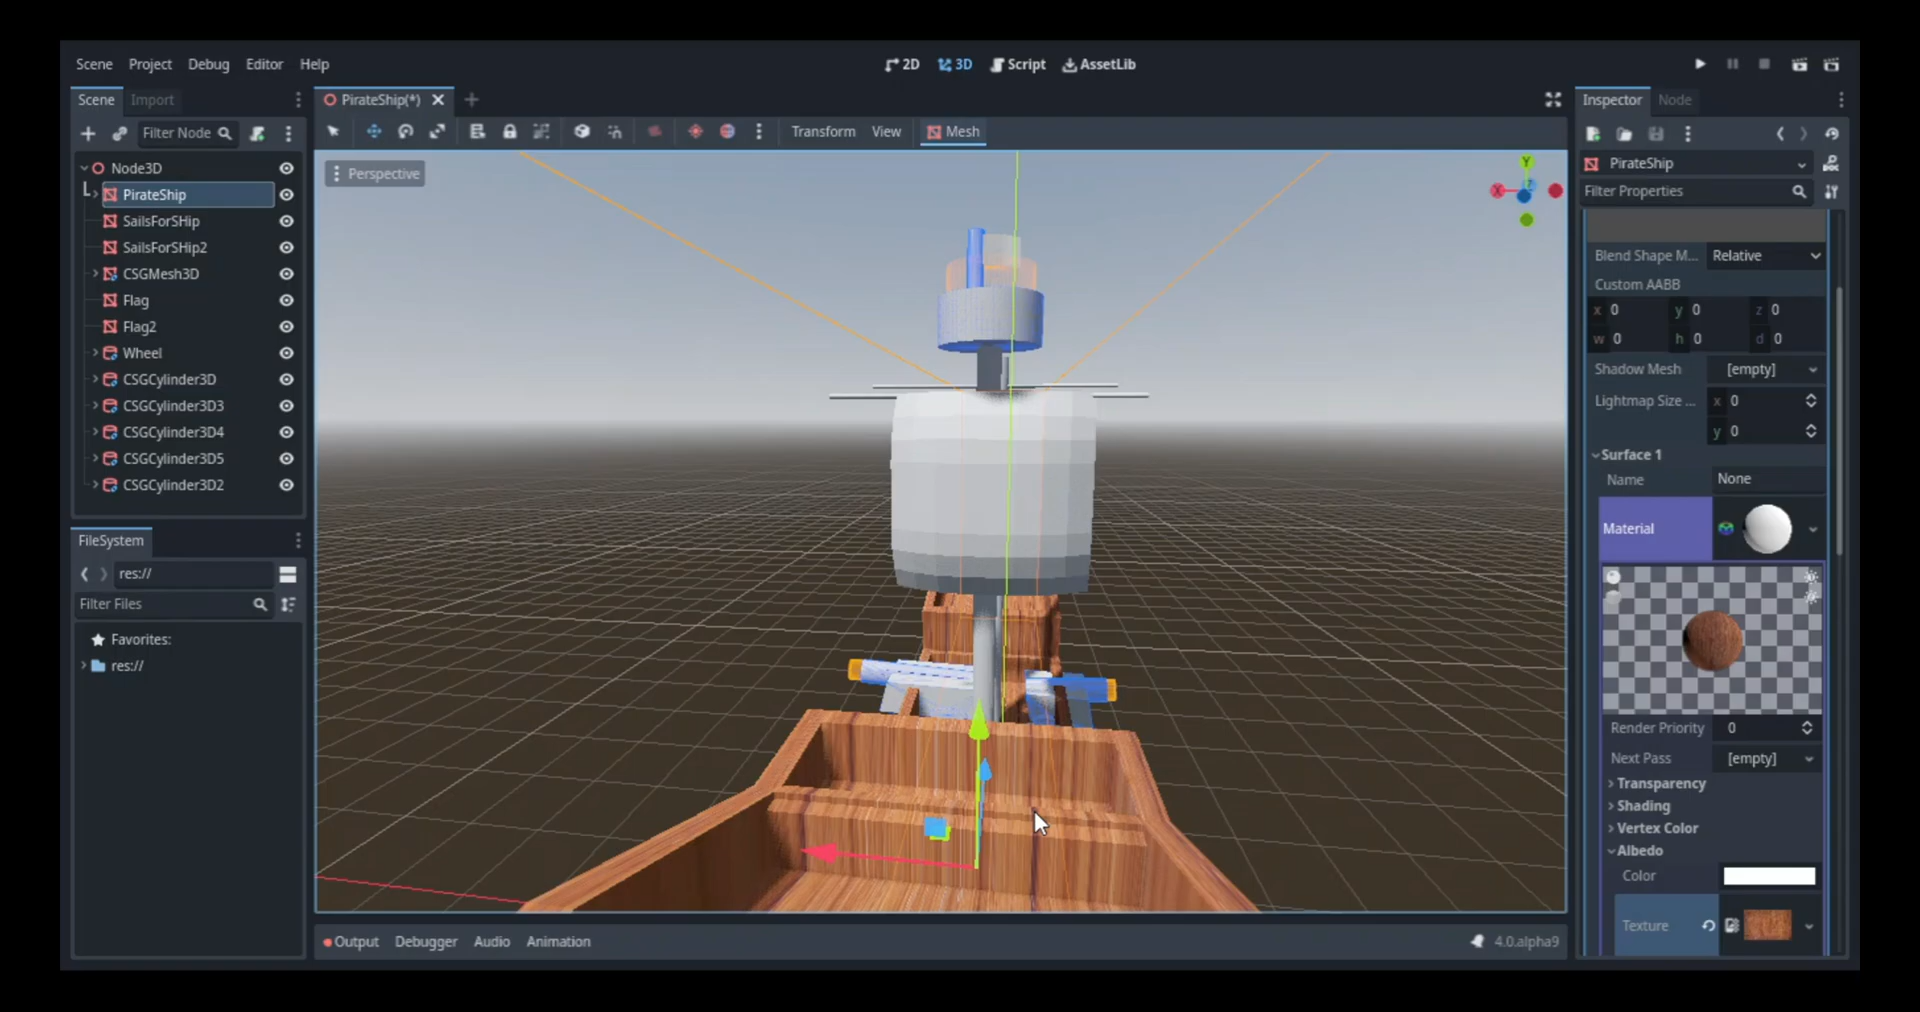 Scene Project Debug Editor Help
2D 3D Script AssetLib
Scene Import
PirateShip(*)
Inspector Node
Filter Node
Transform View Mesh
Node3D
PirateShip
SailsForSHip
SailsForSHip2
CSGMesh3D
Flag
Flag2
Wheel
CSGCylinder3D
CSGCylinder3D3
CSGCylinder3D4
CSGCylinder3D5
CSGCylinder3D2
FileSystem
res://
Filter Files
Favorites:
res://
Perspective
Y
X
Z
Output Debugger Audio Animation
4.0.alpha9
PirateShip
Filter Properties
Blend Shape M... Relative
Custom AABB
x 0 y 0 z 0
w 0 h 0 d 0
Shadow Mesh [empty]
Lightmap Size ... x 0
y 0
Surface 1
Name None
Material
Render Priority 0
Next Pass [empty]
Transparency
Shading
Vertex Color
Albedo
Color
Texture